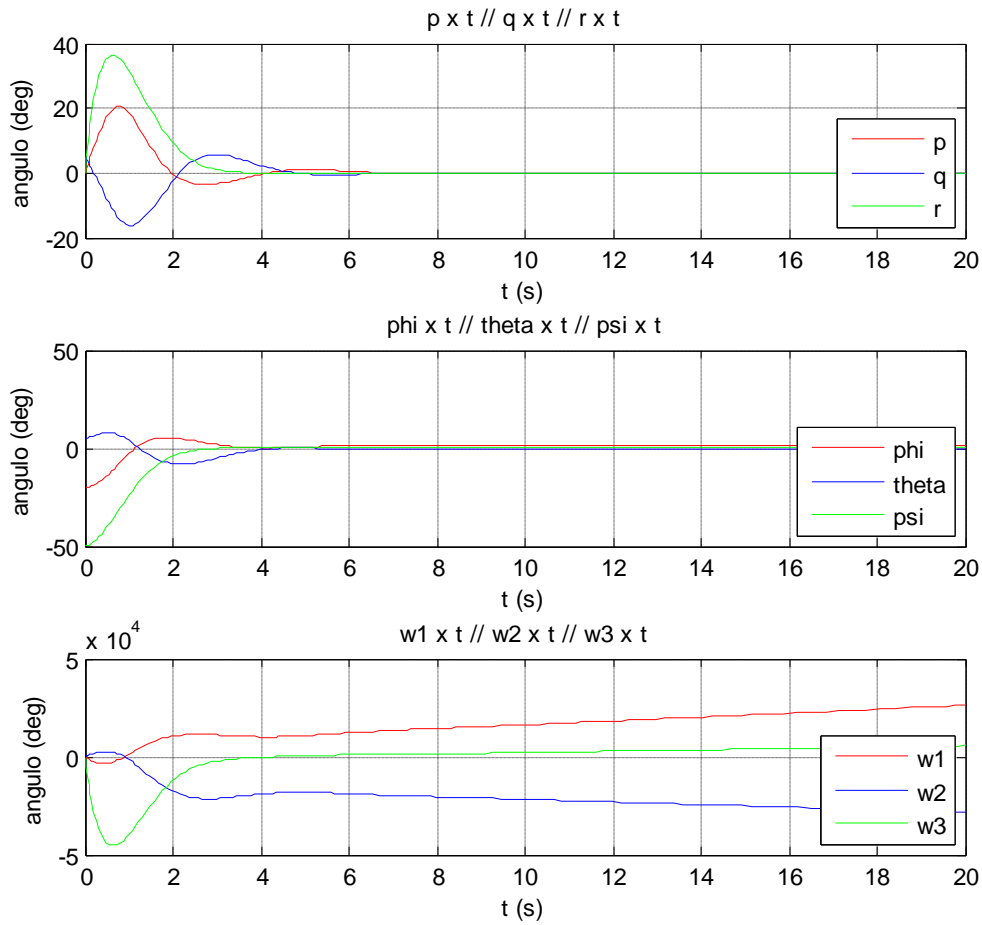 p x t // q x t // r x t
40
20
0
-20
angulo (deg)
p
q
r
0 2 4 6 8 10 12 14 16 18 20
t (s)
phi x t // theta x t // psi x t
50
0
-50
angulo (deg)
phi
theta
psi
0 2 4 6 8 10 12 14 16 18 20
t (s)
x 10^4
w1 x t // w2 x t // w3 x t
5
0
-5
angulo (deg)
w1
w2
w3
0 2 4 6 8 10 12 14 16 18 20
t (s)